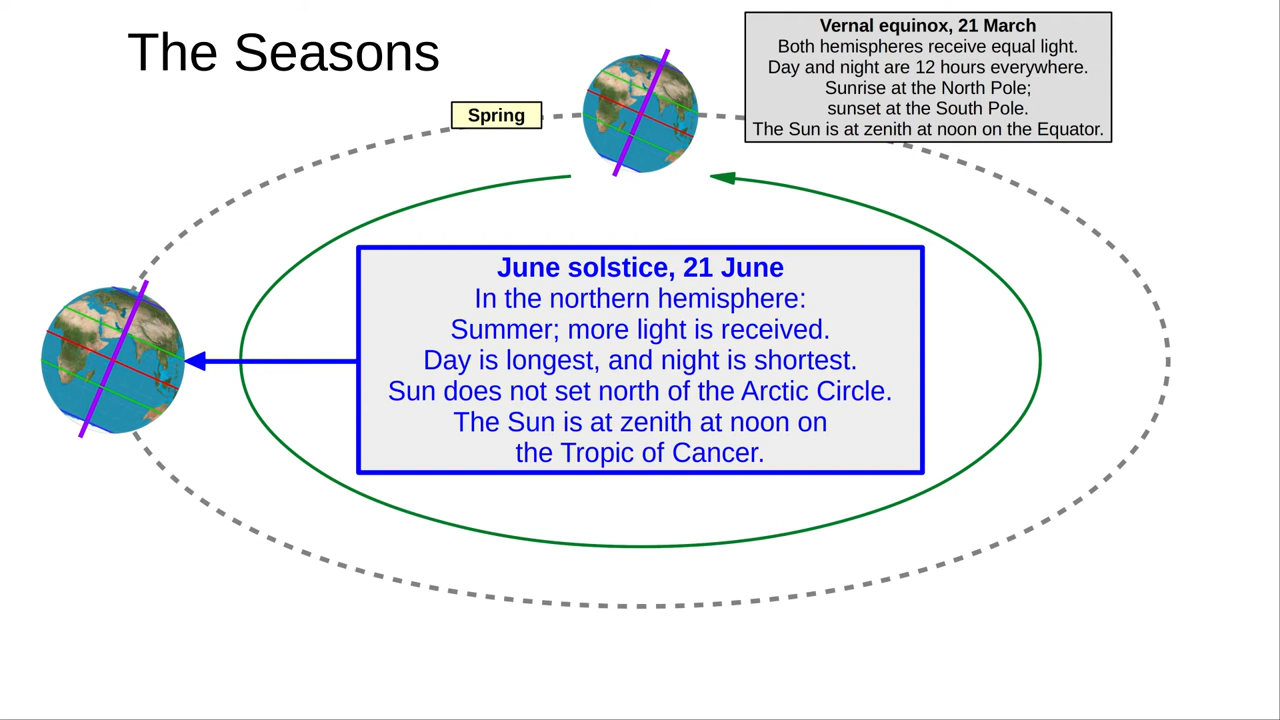 The Seasons
Vernal equinox, 21 March
Both hemispheres receive equal light.
Day and night are 12 hours everywhere.
Sunrise at the North Pole;
sunset at the South Pole.
The Sun is at zenith at noon on the Equator.
Spring
June solstice, 21 June
In the northern hemisphere:
Summer; more light is received.
Day is longest, and night is shortest.
Sun does not set north of the Arctic Circle.
The Sun is at zenith at noon on
the Tropic of Cancer.